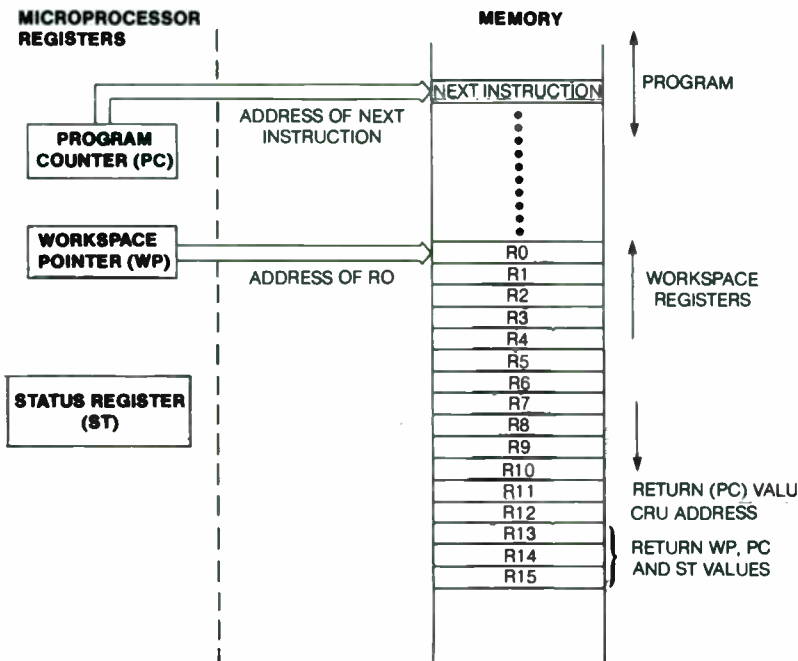 MICROPROCESSOR
REGISTERS
MEMORY
NEXT INSTRUCTION
PROGRAM
ADDRESS OF NEXT
INSTRUCTION
PROGRAM
COUNTER (PC)
WORKSPACE
POINTER (WP)
ADDRESS OF RO
R0
R1
R2
R3
R4
R5
R6
R7
R8
R9
R10
R11
R12
R13
R14
R15
WORKSPACE
REGISTERS
STATUS REGISTER
(ST)
RETURN (PC) VALU
CRU ADDRESS
RETURN WP, PC
AND ST VALUES